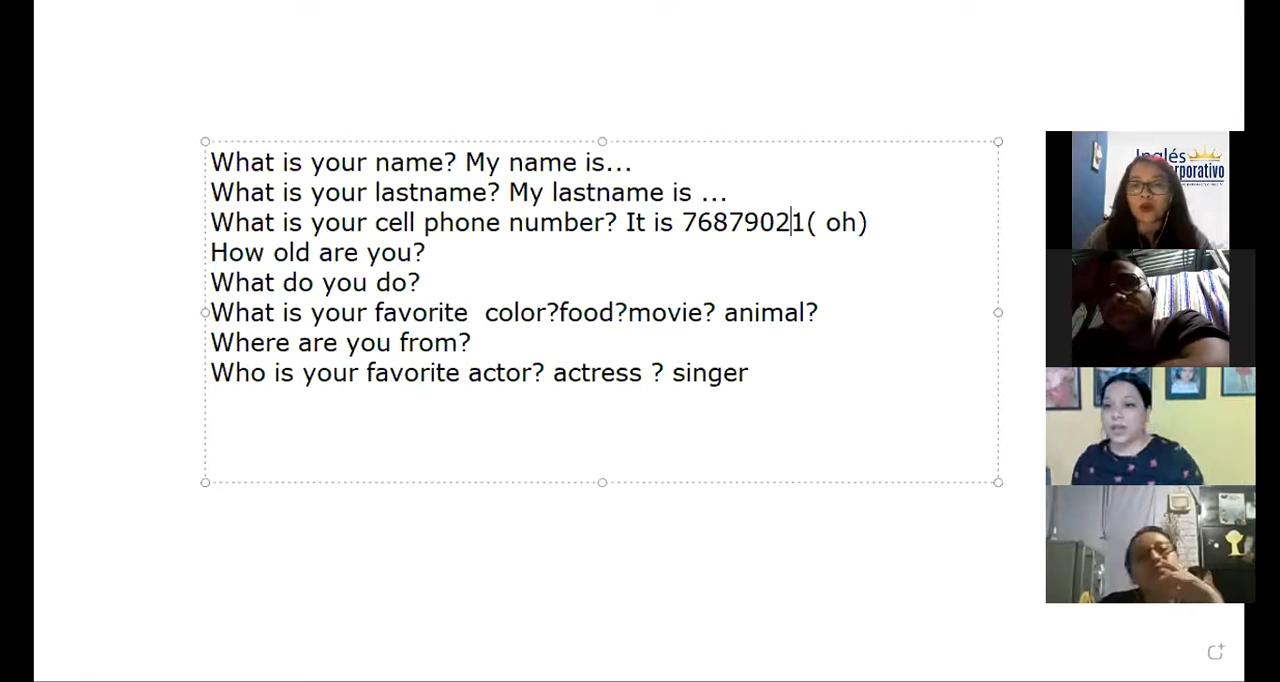 What is your name? My name is...
What is your lastname? My lastname is ...
What is your cell phone number? It is 76879021( oh)
How old are you?
What do you do?
What is your favorite  color?food?movie? animal?
Where are you from?
Who is your favorite actor? actress ? singer
Inglés
rporativo